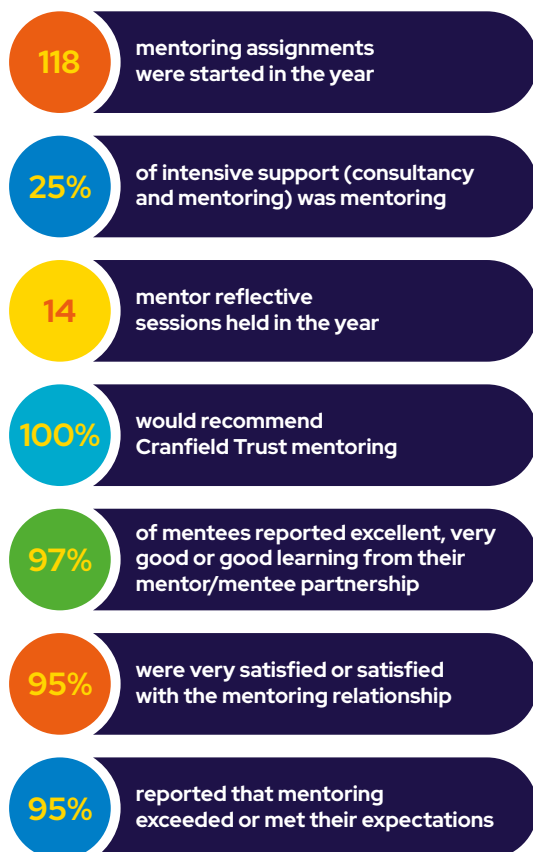 118
mentoring assignments
were started in the year
25%
of intensive support (consultancy
and mentoring) was mentoring
14
mentor reflective
sessions held in the year
100%
would recommend
Cranfield Trust mentoring
97%
of mentees reported excellent, very
good or good learning from their
mentor/mentee partnership
95%
were very satisfied or satisfied
with the mentoring relationship
95%
reported that mentoring
exceeded or met their expectations